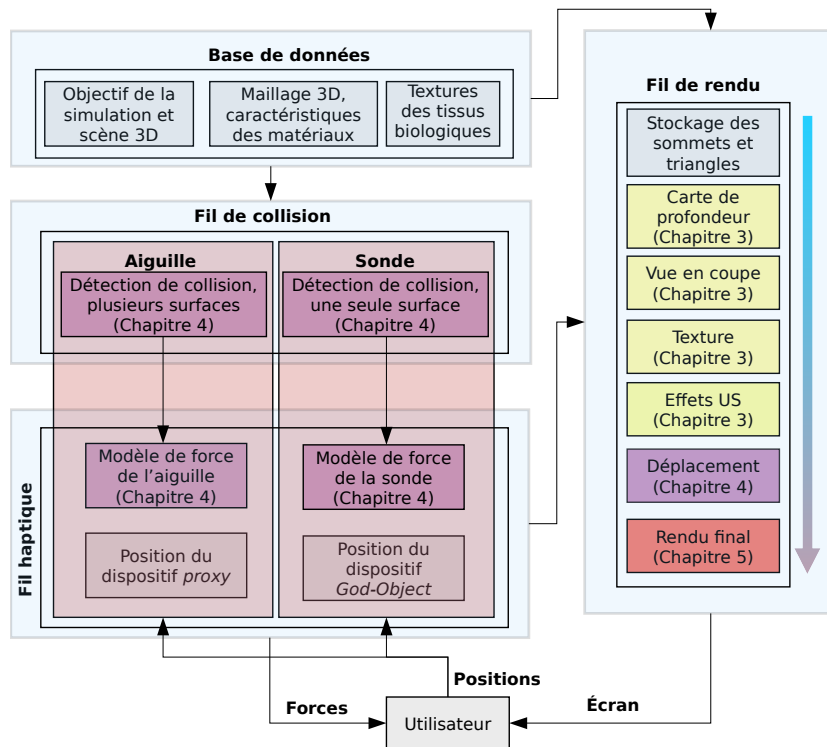 Base de données
Objectif de la
simulation et
scène 3D
Maillage 3D,
caractéristiques
des matériaux
Textures
des tissus
biologiques
Fil de collision
Aiguille
Détection de collision,
plusieurs surfaces
(Chapitre 4)
Sonde
Détection de collision,
une seule surface
(Chapitre 4)
Fil haptique
Modèle de force
de l’aiguille
(Chapitre 4)
Modèle de force
de la sonde
(Chapitre 4)
Position du
dispositif proxy
Position du
dispositif
God-Object
Fil de rendu
Stockage des
sommets et
triangles
Carte de
profondeur
(Chapitre 3)
Vue en coupe
(Chapitre 3)
Texture
(Chapitre 3)
Effets US
(Chapitre 3)
Déplacement
(Chapitre 4)
Rendu final
(Chapitre 5)
Positions
Forces
Écran
Utilisateur